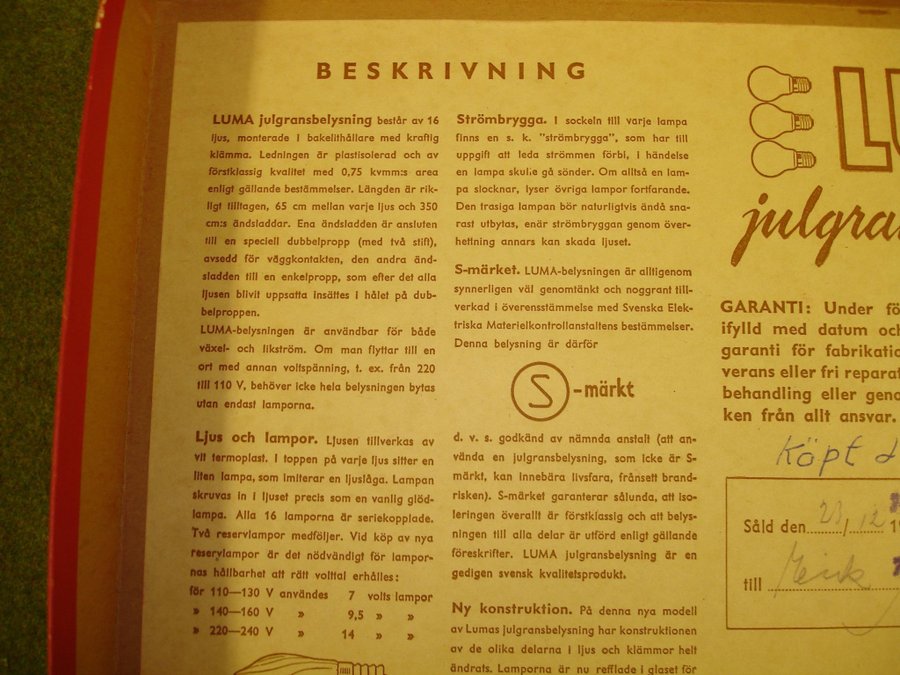 BESKRIVNING
LUMA julgransbelysning består av 16
ljus, monterade i bakelithållare med kraftig
klämma. Ledningen är plastisolerad och av
förstklassig kvalitet med 0,75 kvmm:s area
enligt gällande bestämmelser. Längden är rik-
ligt tilltagen, 65 cm mellan varje ljus och 350
cm:s ändsladdar. Ena ändsladden är ansluten
till en speciell dubbelpropp (med två stift),
avsedd för väggkontakten, den andra änd-
sladden till en enkelpropp, som efter det alla
ljusen blivit uppsatta insättes i hålet på dub-
belproppen.
LUMA-belysningen är användbar för både
växel- och likström. Om man flyttar till en
ort med annan voltspänning, t. ex. från 220
till 110 V, behöver icke hela belysningen bytas
utan endast lamporna.
Ljus och lampor. Ljusen tillverkas av
vit termoplast. I toppen på varje ljus sitter en
liten lampa, som imiterar en ljuslåga. Lampan
skruvas in i ljuset precis som en vanlig glöd-
lampa. Alla 16 lamporna är seriekopplade.
Två reservlampor medföljer. Vid köp av nya
reservlampor är det nödvändigt för lampor-
nas hållbarhet att rätt volttal erhålles:
för 110—130 V användes 7 volts lampor
» 140—160 V » 9,5 » »
» 220—240 V » 14 » »
Strömbrygga. I sockeln till varje lampa
finns en s. k. "strömbrygga", som har till
uppgift att leda strömmen förbi, i händelse
en lampa skulle gå sönder. Om alltså en lam-
pa slocknar, lyser övriga lampor fortfarande.
Den trasiga lampan bör naturligtvis ändå sna-
rast utbytas, enär strömbryggan genom över-
hettning annars kan skada ljuset.
S-märket. LUMA-belysningen är alltigenom
synnerligen väl genomtänkt och noggrant till-
verkad i överensstämmelse med Svenska Elek-
triska Materielkontrollanstaltens bestämmelser.
Denna belysning är därför
S-märkt
d. v. s. godkänd av nämnda anstalt (att an-
vända en julgransbelysning, som icke är S-
märkt, kan innebära livsfara, frånsett brand-
risken). S-märket garanterar sålunda, att iso-
leringen överallt är förstklassig och att belys-
ningen till alla delar är utförd enligt gällande
föreskrifter. LUMA julgransbelysning är en
gedigen svensk kvalitetsprodukt.
Ny konstruktion. På denna nya modell
av Lumas julgransbelysning har konstruktionen
av de olika delarna i ljus och klämmor helt
ändrats. Lamporna är nu refflade i glaset för
LU
julgra
GARANTI: Under fö
ifylld med datum och
garanti för fabrikatio
verans eller fri reparat
behandling eller geno
ken från allt ansvar.
Köpt d
Såld den 23/12 1
till